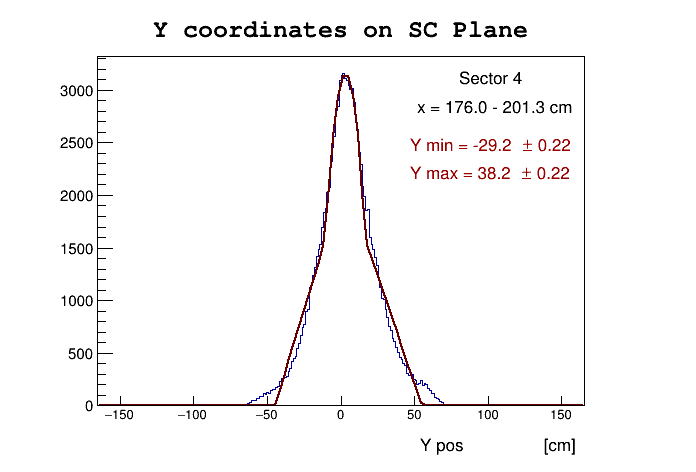 Y coordinates on SC Plane
Sector 4
x = 176.0 - 201.3 cm
Y min = -29.2 ± 0.22
Y max = 38.2 ± 0.22
3000
2500
2000
1500
1000
500
0
−150 −100 −50 0 50 100 150
Y pos [cm]